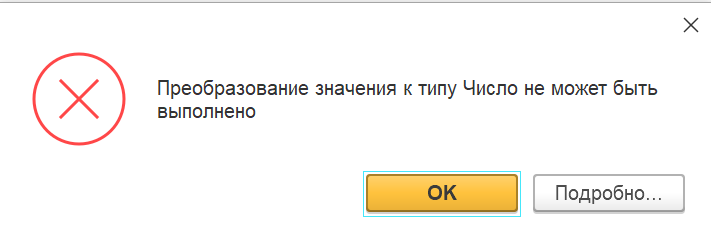 Преобразование значения к типу Число не может быть
выполнено
OK
Подробно...